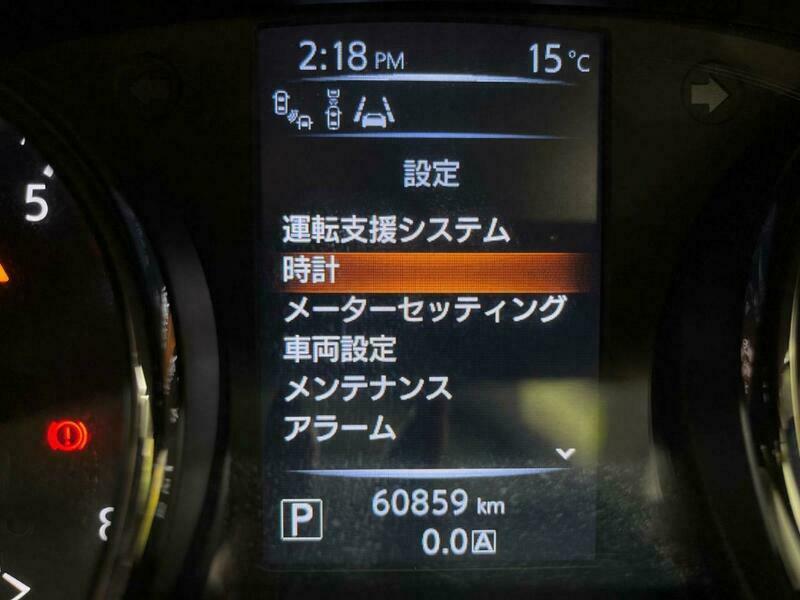 2:18 PM 15°C
設定
運転支援システム
時計
メーターセッティング
車両設定
メンテナンス
アラーム
5
8
P
60859 km
0.0 A